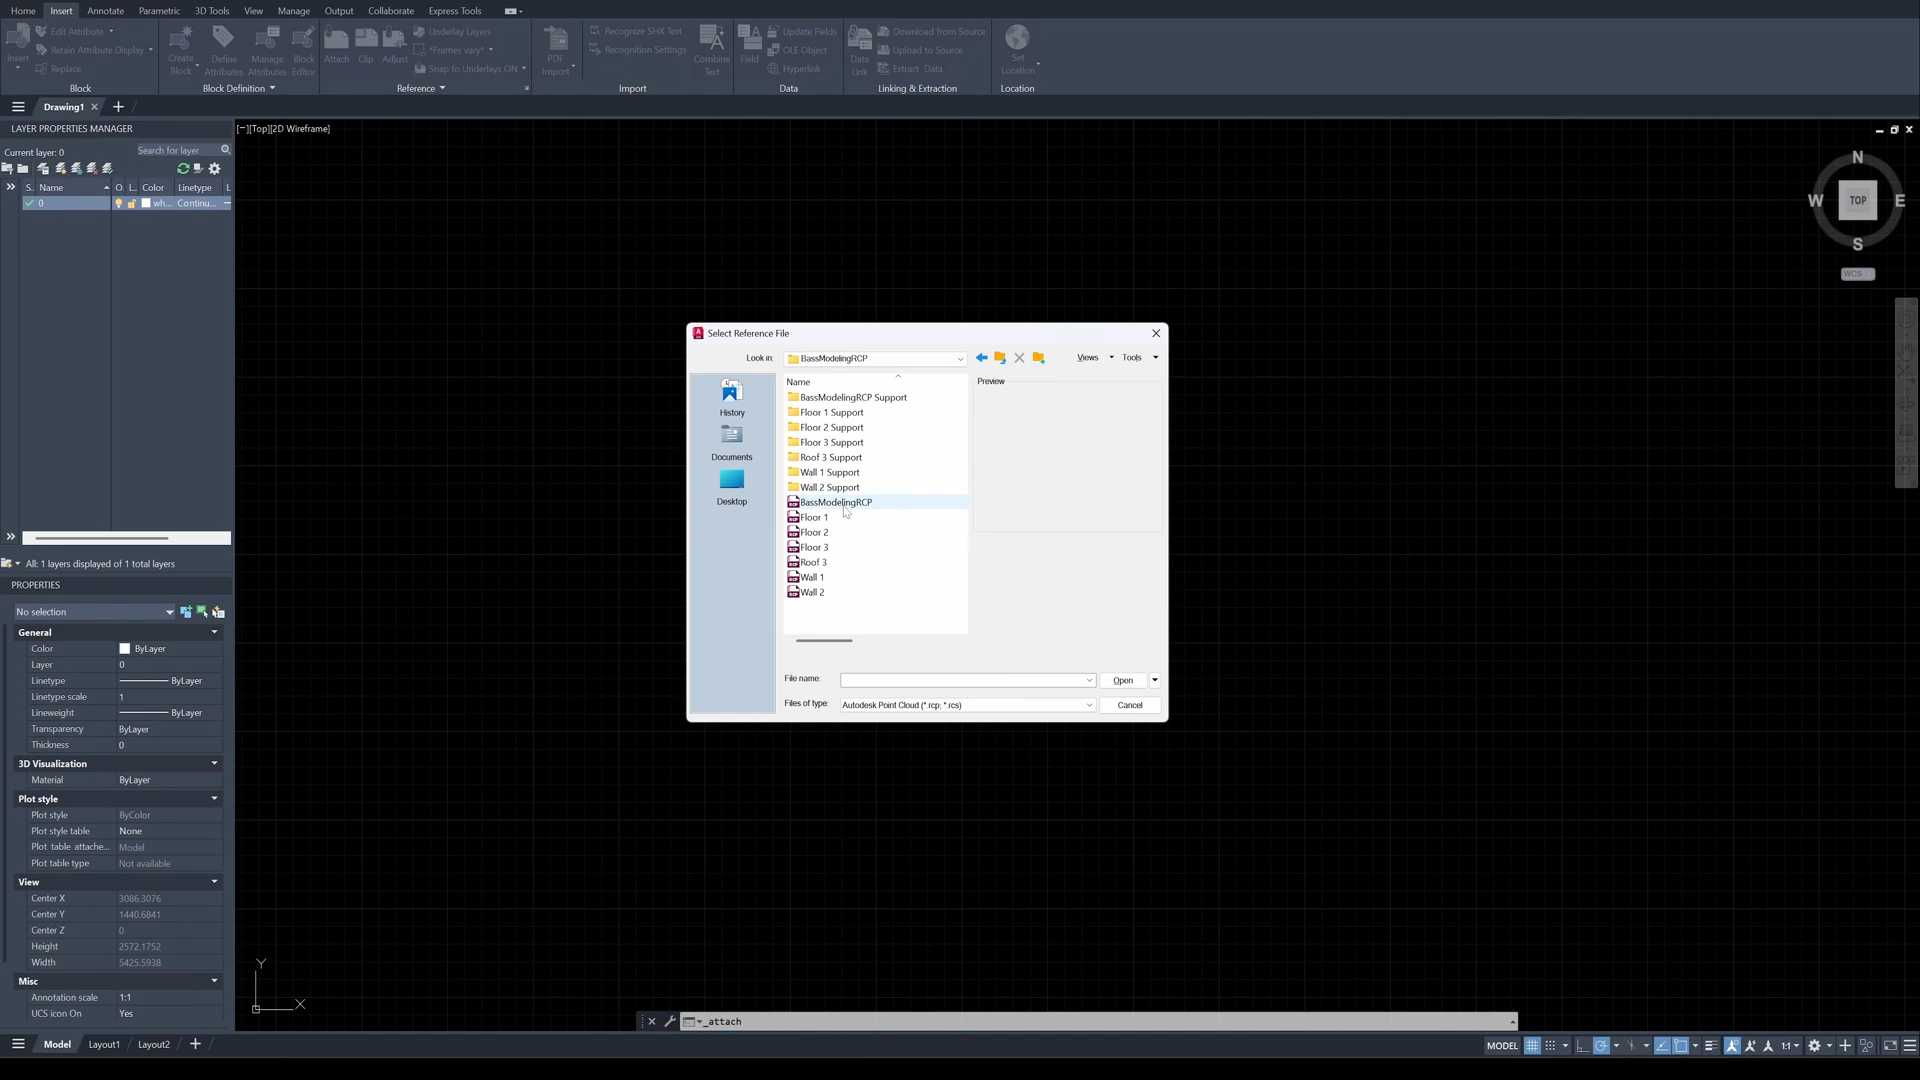 Home Insert Annotate Parametric 3D Tools View Manage Output Collaborate Express Tools
Insert
Edit Attribute
Retain Attribute Display
Replace
Block
Create Block
Define Attributes
Manage Attributes
Block Editor
Block Definition
Attach
Clip
Adjust
Underlay Layers
*Frames vary*
Snap to Underlays ON
Reference
PDF Import
Recognize SHX Text
Recognition Settings
Combine Text
Import
Field
Update Fields
OLE Object
Hyperlink
Data
Data Link
Download from Source
Upload to Source
Extract Data
Linking & Extraction
Set Location
Location
Drawing1
LAYER PROPERTIES MANAGER
Current layer: 0
Search for layer
S.. Name O. L. Color Linetype L
0 wh... Continu...
All: 1 layers displayed of 1 total layers
PROPERTIES
No selection
General
Color ByLayer
Layer 0
Linetype ByLayer
Linetype scale 1
Lineweight ByLayer
Transparency ByLayer
Thickness 0
3D Visualization
Material ByLayer
Plot style
Plot style ByColor
Plot style table None
Plot table attache... Model
Plot table type Not available
View
Center X 3086.3076
Center Y 1440.6841
Center Z 0
Height 2572.1752
Width 5425.5938
Misc
Annotation scale 1:1
UCS icon On Yes
[−][Top][2D Wireframe]
N
W TOP E
S
WCS
Select Reference File
Look in: BassModelingRCP
Views Tools
History
Documents
Desktop
Name
BassModelingRCP Support
Floor 1 Support
Floor 2 Support
Floor 3 Support
Roof 3 Support
Wall 1 Support
Wall 2 Support
BassModelingRCP
Floor 1
Floor 2
Floor 3
Roof 3
Wall 1
Wall 2
Preview
File name: Open
Files of type: Autodesk Point Cloud (*.rcp; *.rcs) Cancel
Y
X
_attach
Model Layout1 Layout2
MODEL 1:1